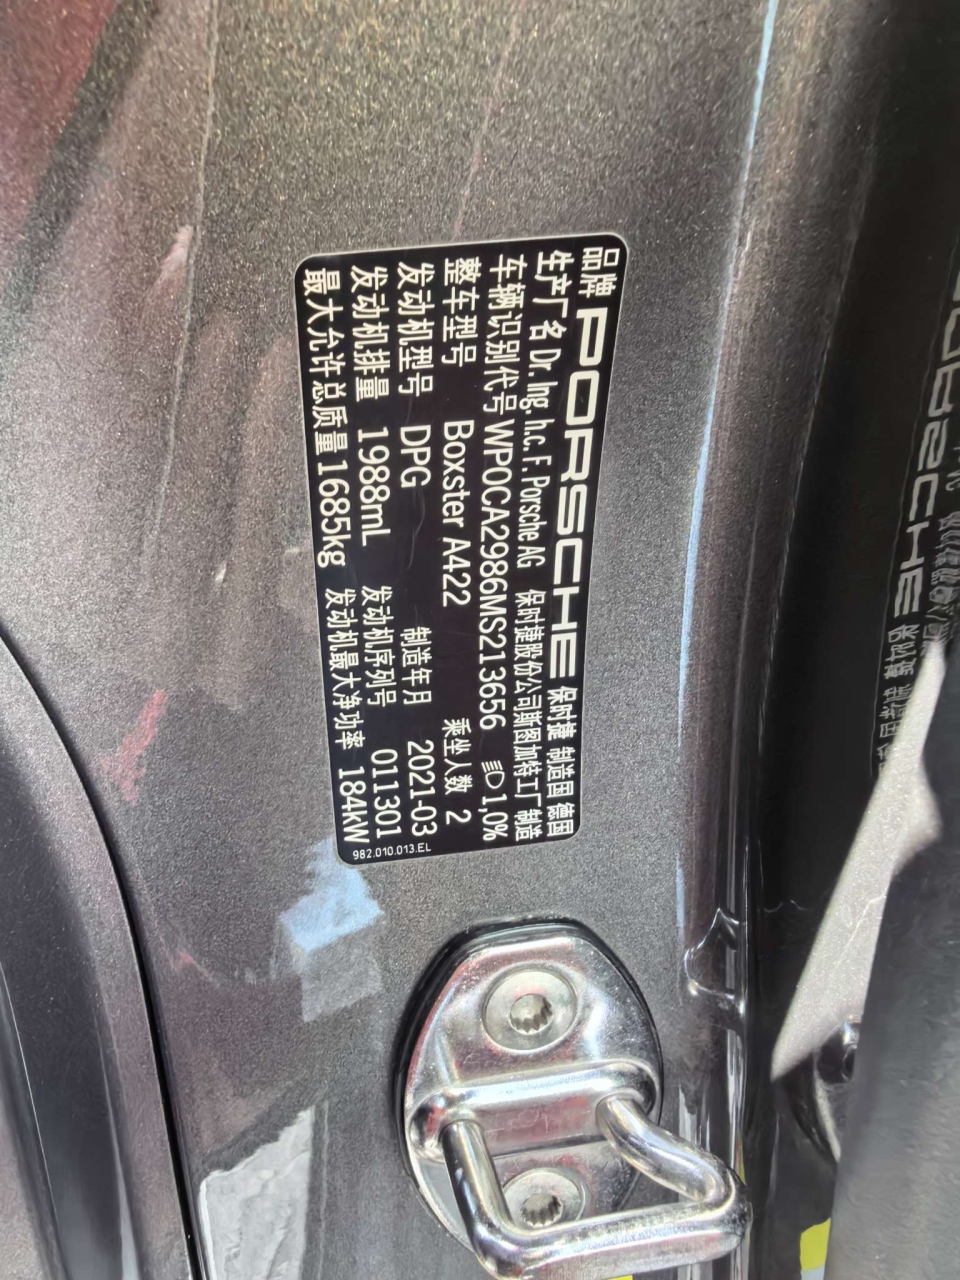 品牌 PORSCHE 保时捷 制造国 德国
生产厂名 Dr. Ing. h.c. F. Porsche AG 保时捷股份公司斯图加特工厂制造
车辆识别代号 WP0CA2986MS213656 1,0%
整车型号 Boxster A422 乘坐人数 2
发动机型号 DPG 制造年月 2021-03
发动机排量 1988mL 发动机序列号 011301
最大允许总质量 1685kg 发动机最大净功率 184kW
982.010.013.EL